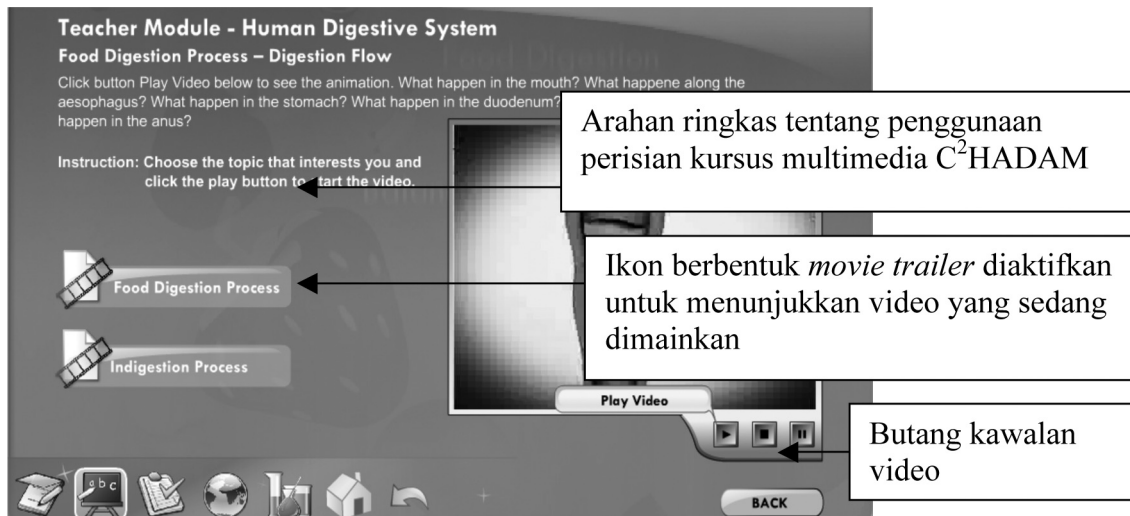 Teacher Module - Human Digestive System
Food Digestion Process – Digestion Flow
Click button Play Video below to see the animation. What happen in the mouth? What happene along the
aesophagus? What happen in the stomach? What happen in the duodenum?
happen in the anus?
Arahan ringkas tentang penggunaan
perisian kursus multimedia C²HADAM
Instruction: Choose the topic that interests you and
click the play button to start the video.
Ikon berbentuk movie trailer diaktifkan
untuk menunjukkan video yang sedang
dimainkan
Food Digestion Process
Indigestion Process
Play Video
Butang kawalan
video
abc
BACK